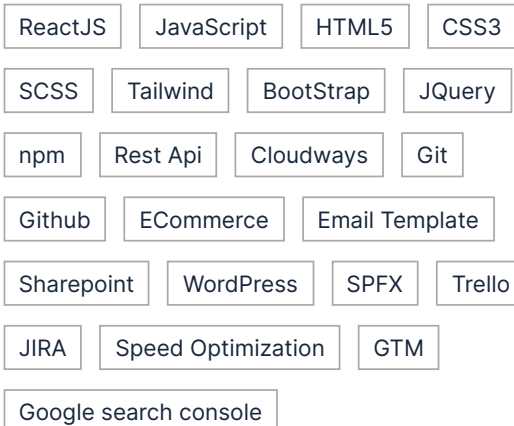 ReactJS JavaScript HTML5 CSS3
SCSS Tailwind BootStrap JQuery
npm Rest Api Cloudways Git
Github ECommerce Email Template
Sharepoint WordPress SPFX Trello
JIRA Speed Optimization GTM
Google search console